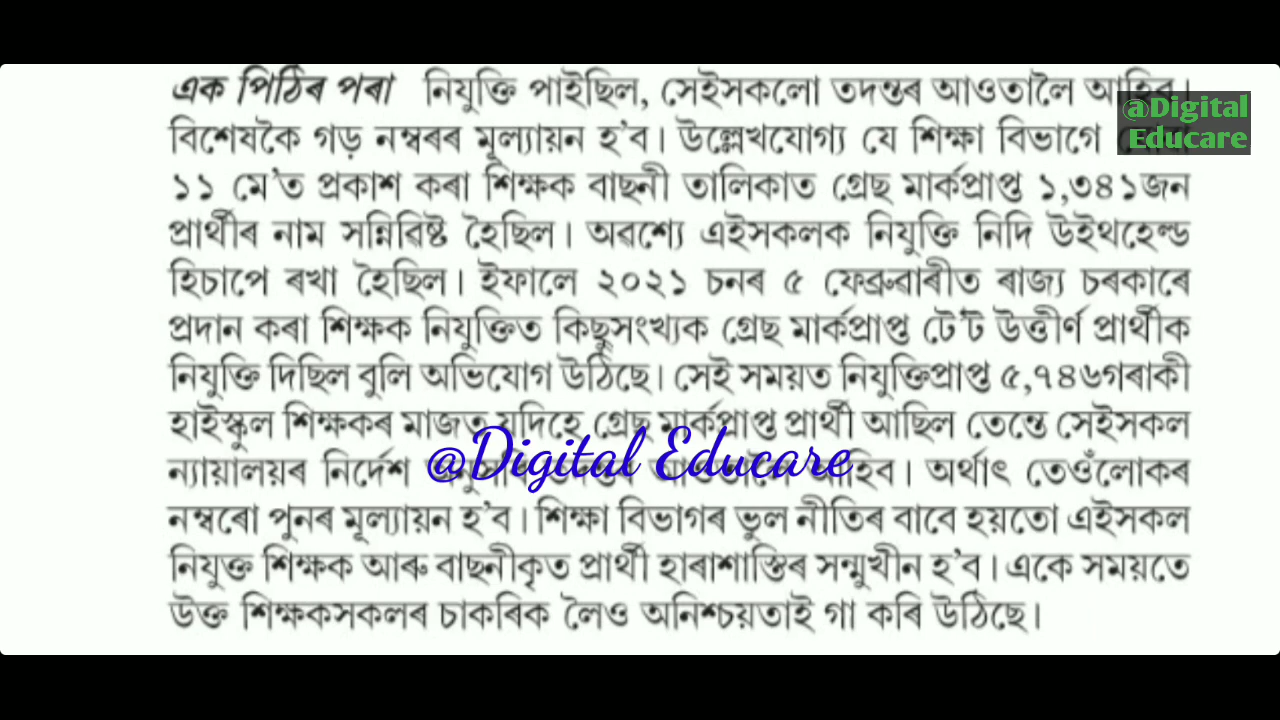 এক পিঠিৰ পৰা নিযুক্তি পাইছিল, সেইসকলো তদন্তৰ আওতালৈ আহিব।
@Digital
Educare
বিশেষকৈ গড় নম্বৰৰ মূল্যায়ন হ'ব। উল্লেখযোগ্য যে শিক্ষা বিভাগে
১১ মে'ত প্ৰকাশ কৰা শিক্ষক বাছনী তালিকাত গ্ৰেছ মাৰ্কপ্ৰাপ্ত ১,৩৪১জন
প্ৰাৰ্থীৰ নাম সন্নিৱিষ্ট হৈছিল। অৱশ্যে এইসকলক নিযুক্তি নিদি উইথহেল্ড
হিচাপে ৰখা হৈছিল। ইফালে ২০২১ চনৰ ৫ ফেব্ৰুৱাৰীত ৰাজ্য চৰকাৰে
প্ৰদান কৰা শিক্ষক নিযুক্তিত কিছুসংখ্যক গ্ৰেছ মাৰ্কপ্ৰাপ্ত টে'ট উত্তীৰ্ণ প্ৰাৰ্থীক
নিযুক্তি দিছিল বুলি অভিযোগ উঠিছে। সেই সময়ত নিযুক্তিপ্ৰাপ্ত ৫,৭৪৬গৰাকী
হাইস্কুল শিক্ষকৰ মাজত যদিহে গ্ৰেছ মাৰ্কপ্ৰাপ্ত প্ৰাৰ্থী আছিল তেন্তে সেইসকল
@Digital Educare
ন্যায়ালয়ৰ নিৰ্দেশ আহিব। অৰ্থাৎ তেওঁলোকৰ
নম্বৰো পুনৰ মূল্যায়ন হ'ব। শিক্ষা বিভাগৰ ভুল নীতিৰ বাবে হয়তো এইসকল
নিযুক্ত শিক্ষক আৰু বাছনীকৃত প্ৰাৰ্থী হাৰাশাস্তিৰ সন্মুখীন হ'ব। একে সময়তে
উক্ত শিক্ষকসকলৰ চাকৰিক লৈও অনিশ্চয়তাই গা কৰি উঠিছে।